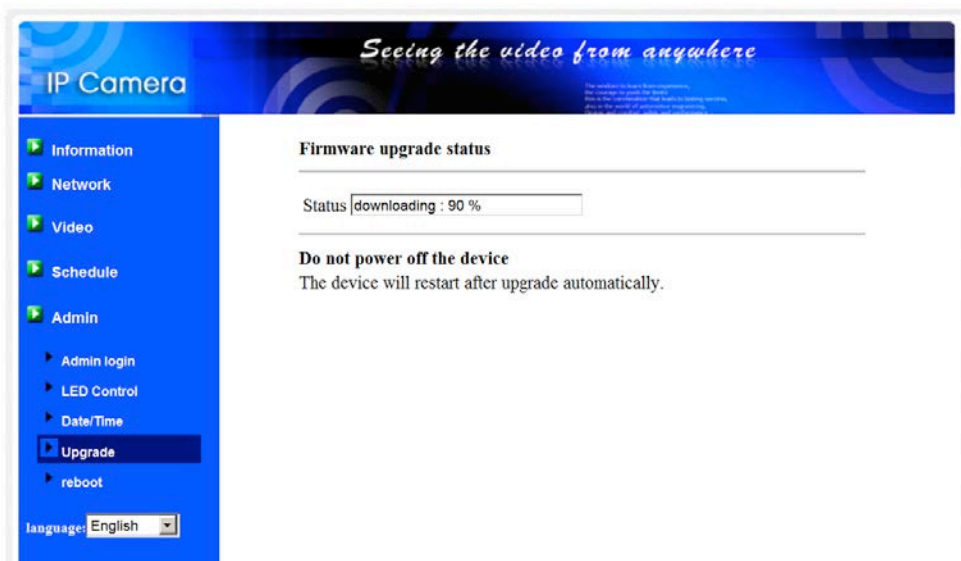 Seeing the video from anywhere
IP Camera
Information
Network
Video
Schedule
Admin
Admin login
LED Control
Date/Time
Upgrade
reboot
language: English
Firmware upgrade status
Status downloading : 90 %
Do not power off the device
The device will restart after upgrade automatically.